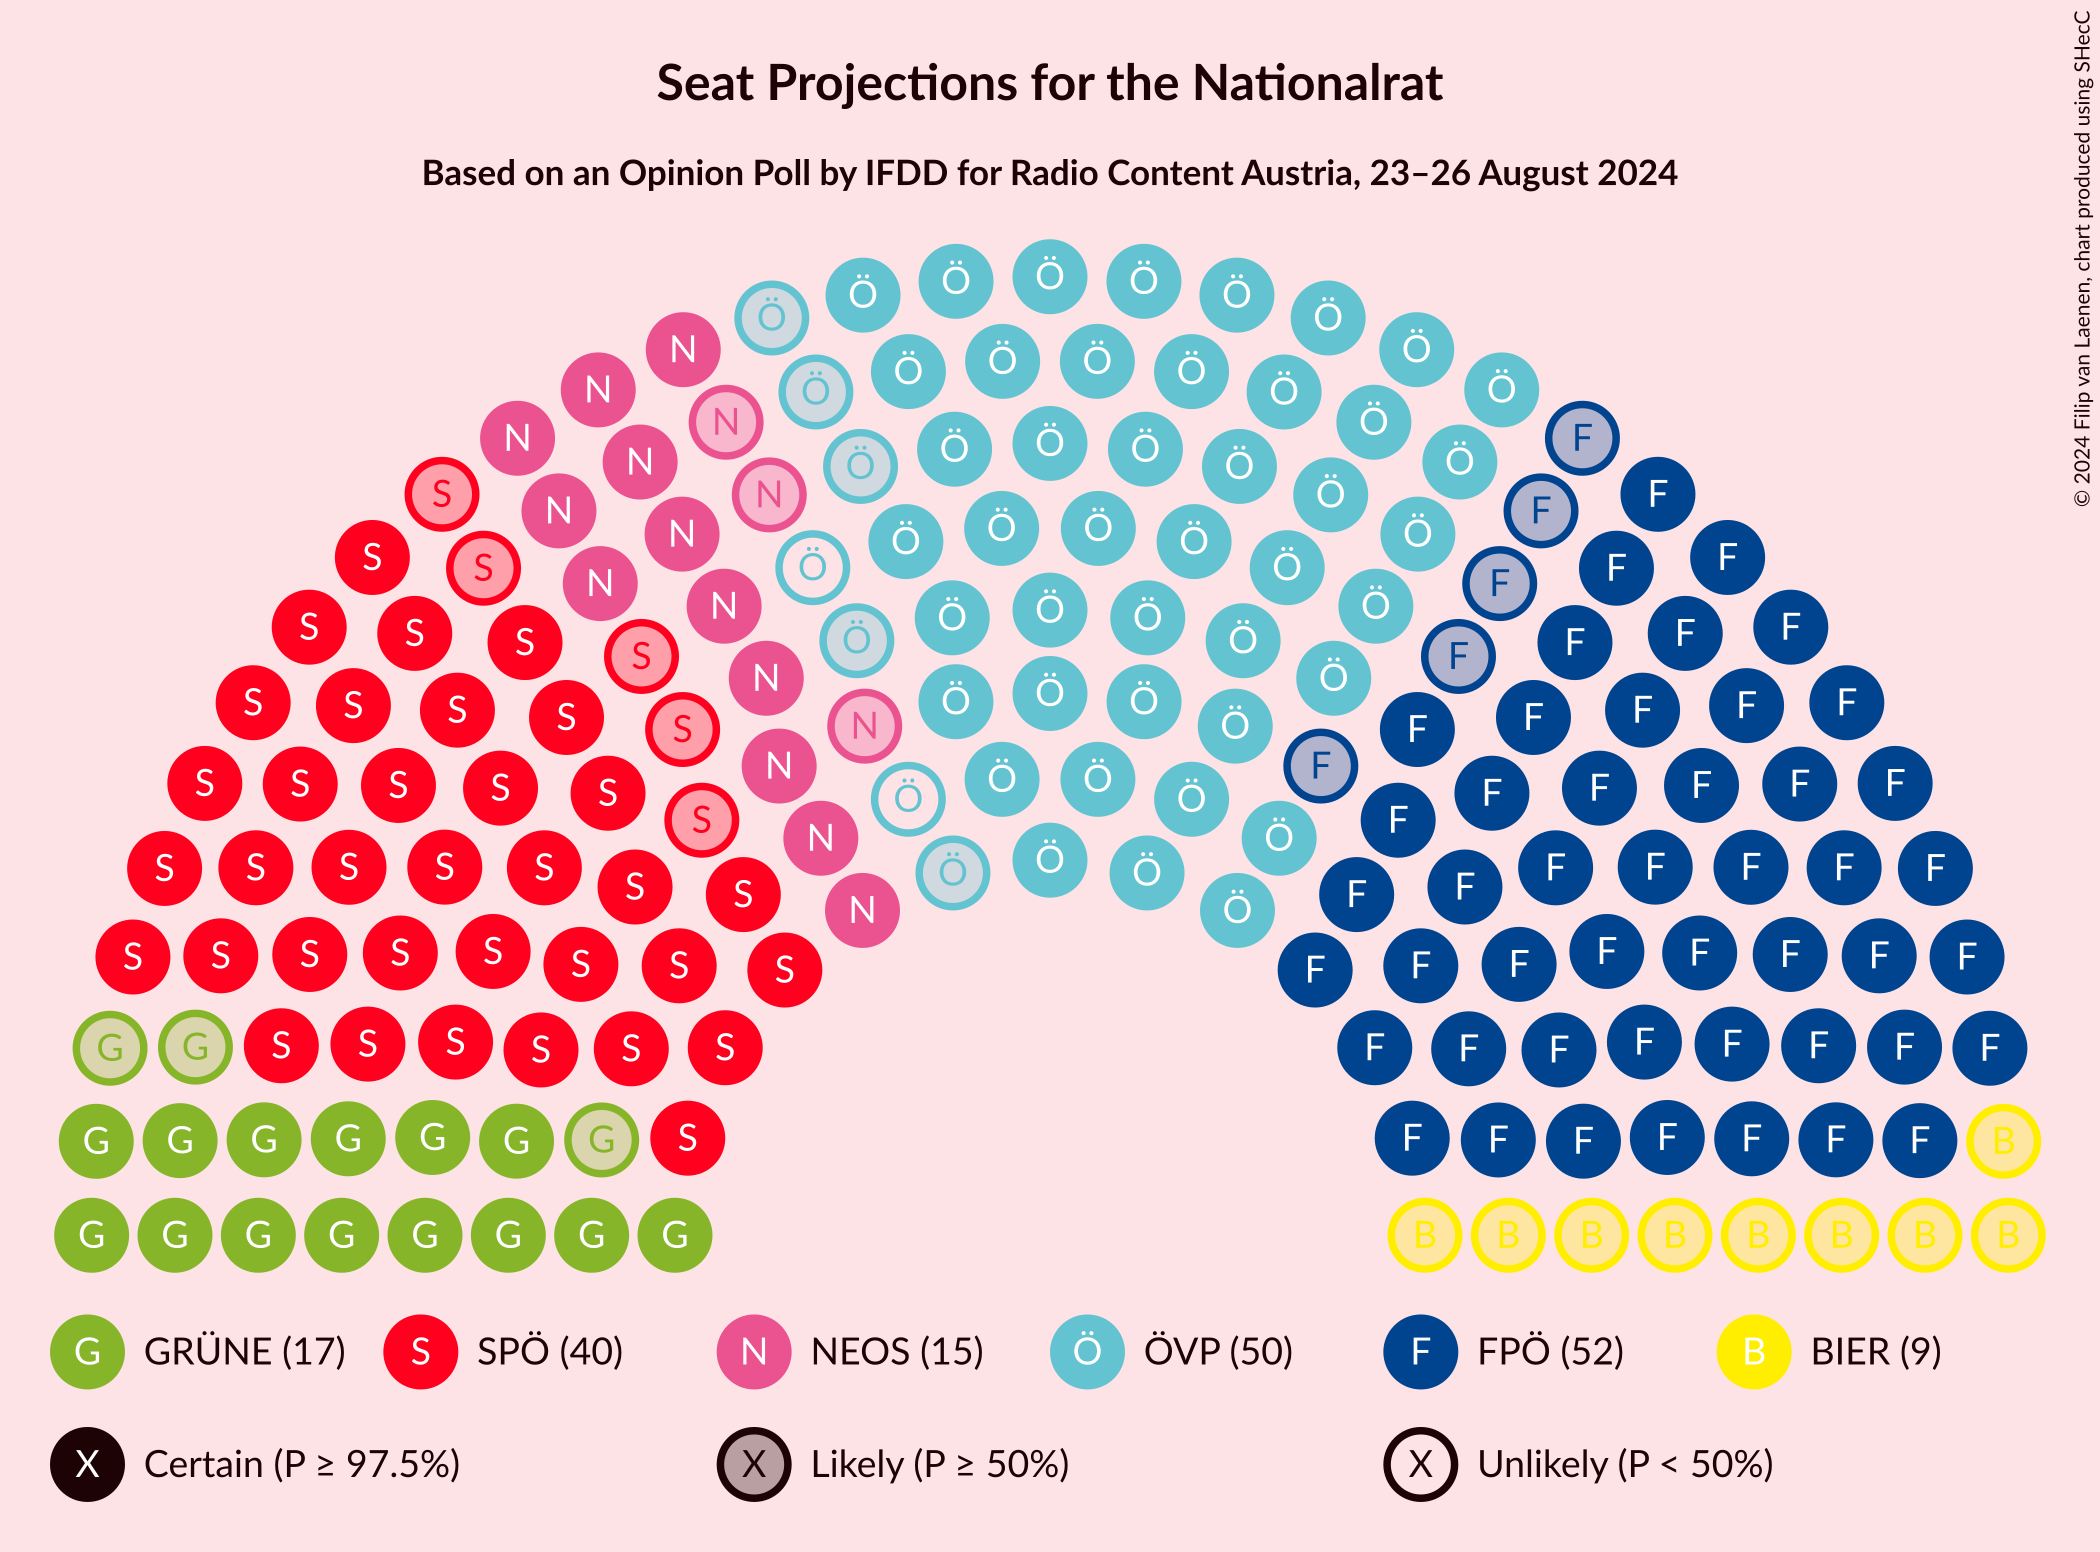 Seat Projections for the Nationalrat
Based on an Opinion Poll by IFDD for Radio Content Austria, 23–26 August 2024
© 2024 Filip van Laenen, chart produced using SHecC
Ö Ö Ö Ö Ö Ö Ö
N Ö Ö
N Ö Ö Ö Ö Ö Ö Ö
N N Ö F
N Ö Ö Ö Ö Ö Ö
S N N Ö F
N Ö Ö Ö Ö F
S S Ö Ö F F
S N F F
S S N Ö Ö Ö Ö Ö F F
S S S N Ö F F
S S S S N Ö Ö Ö Ö F F F F
S S N Ö F F
S S S S S N Ö Ö F F F F F
S N Ö Ö Ö Ö F
S S S S S S S N Ö Ö Ö F F F F F F F
S S S S S S S S N Ö F F F F F F F F
G G S S S S S S F F F F F F F F
G G G G G G G S F F F F F F F B
G G G G G G G G B B B B B B B B
G GRÜNE (17) S SPÖ (40) N NEOS (15) Ö ÖVP (50) F FPÖ (52) B BIER (9)
X Certain (P ≥ 97.5%) X Likely (P ≥ 50%) X Unlikely (P < 50%)